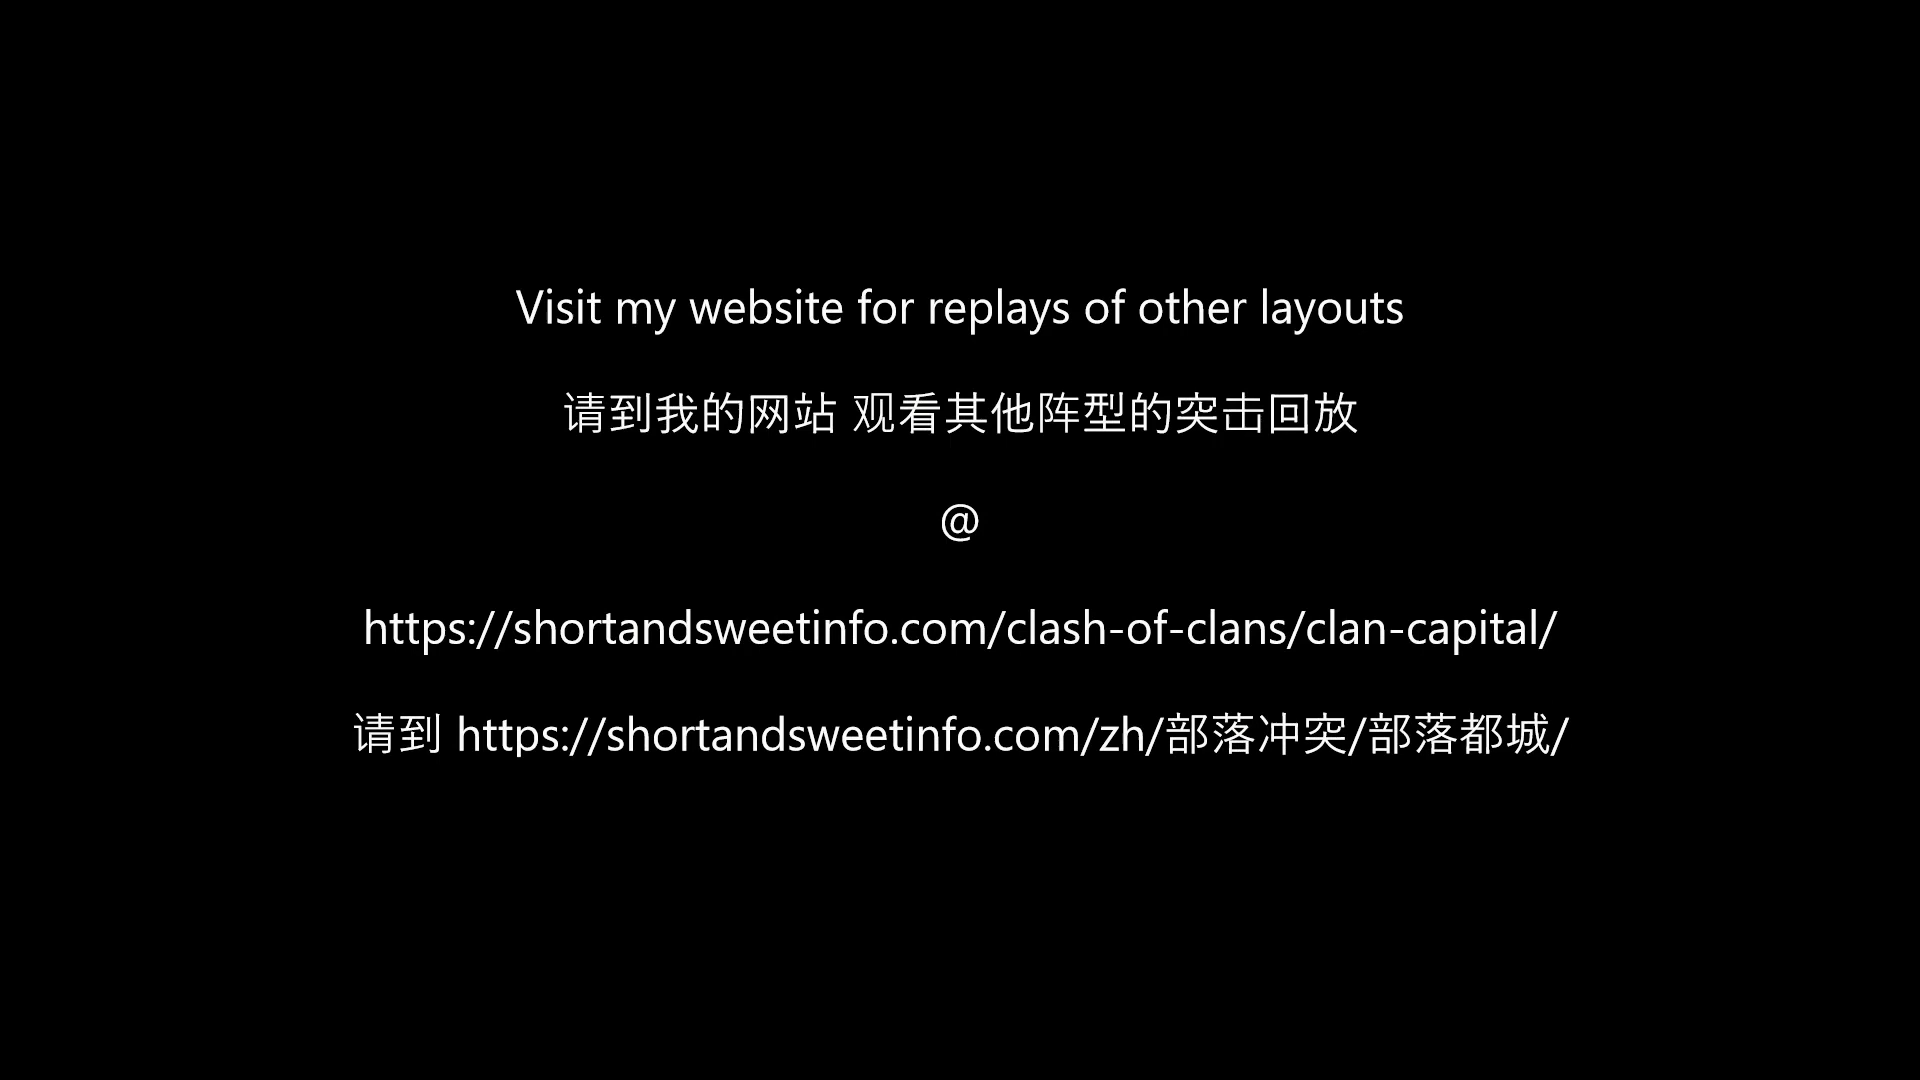 Visit my website for replays of other layouts
请到我的网站 观看其他阵型的突击回放
@
https://shortandsweetinfo.com/clash-of-clans/clan-capital/
请到 https://shortandsweetinfo.com/zh/部落冲突/部落都城/